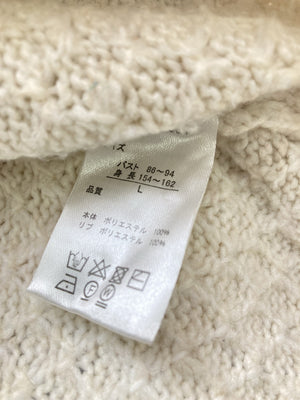 バスト 86～94
身長 154～162
L
品質
本体 ポリエステル 100%
リブ ポリエステル 100%
F W